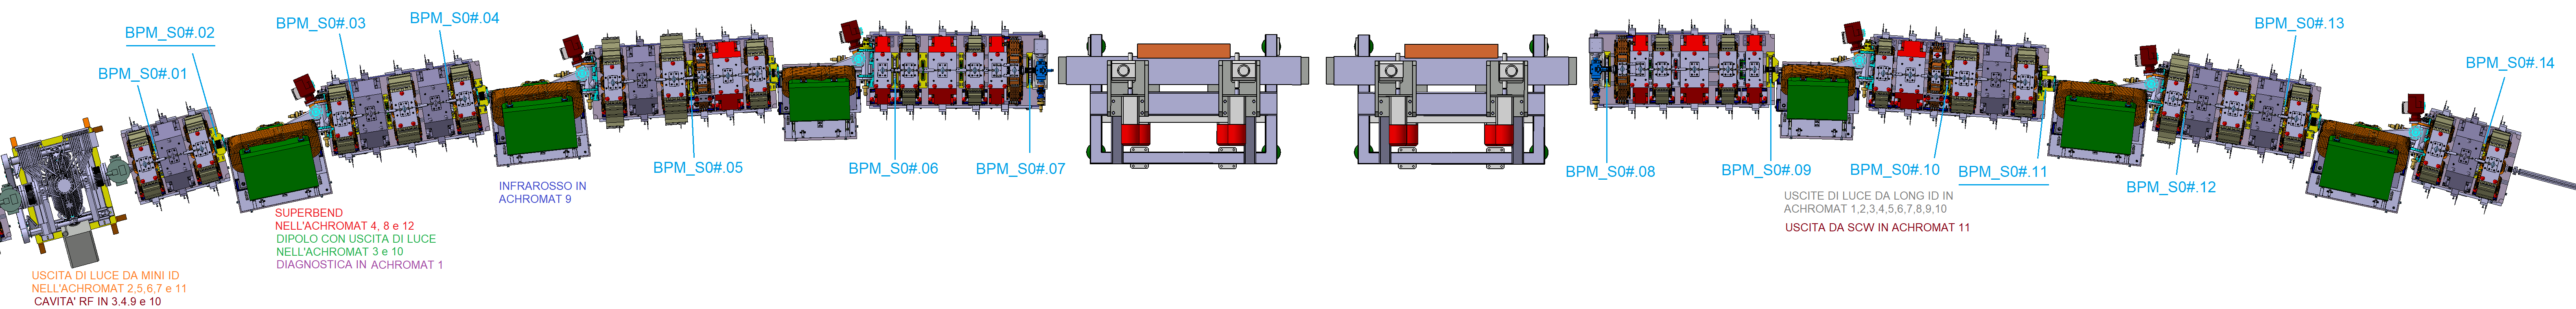 BPM_S0#.01
BPM_S0#.02
BPM_S0#.03
BPM_S0#.04
BPM_S0#.05
BPM_S0#.06
BPM_S0#.07
BPM_S0#.08
BPM_S0#.09
BPM_S0#.10
BPM_S0#.11
BPM_S0#.12
BPM_S0#.13
BPM_S0#.14
USCITA DI LUCE DA MINI ID
NELL'ACHROMAT 2,5,6,7 e 11
CAVITA' RF IN 3.4.9 e 10
SUPERBEND
NELL'ACHROMAT 4, 8 e 12
DIPOLO CON USCITA DI LUCE
NELL'ACHROMAT 3 e 10
DIAGNOSTICA IN ACHROMAT 1
INFRAROSSO IN
ACHROMAT 9
USCITE DI LUCE DA LONG ID IN
ACHROMAT 1,2,3,4,5,6,7,8,9,10
USCITA DA SCW IN ACHROMAT 11